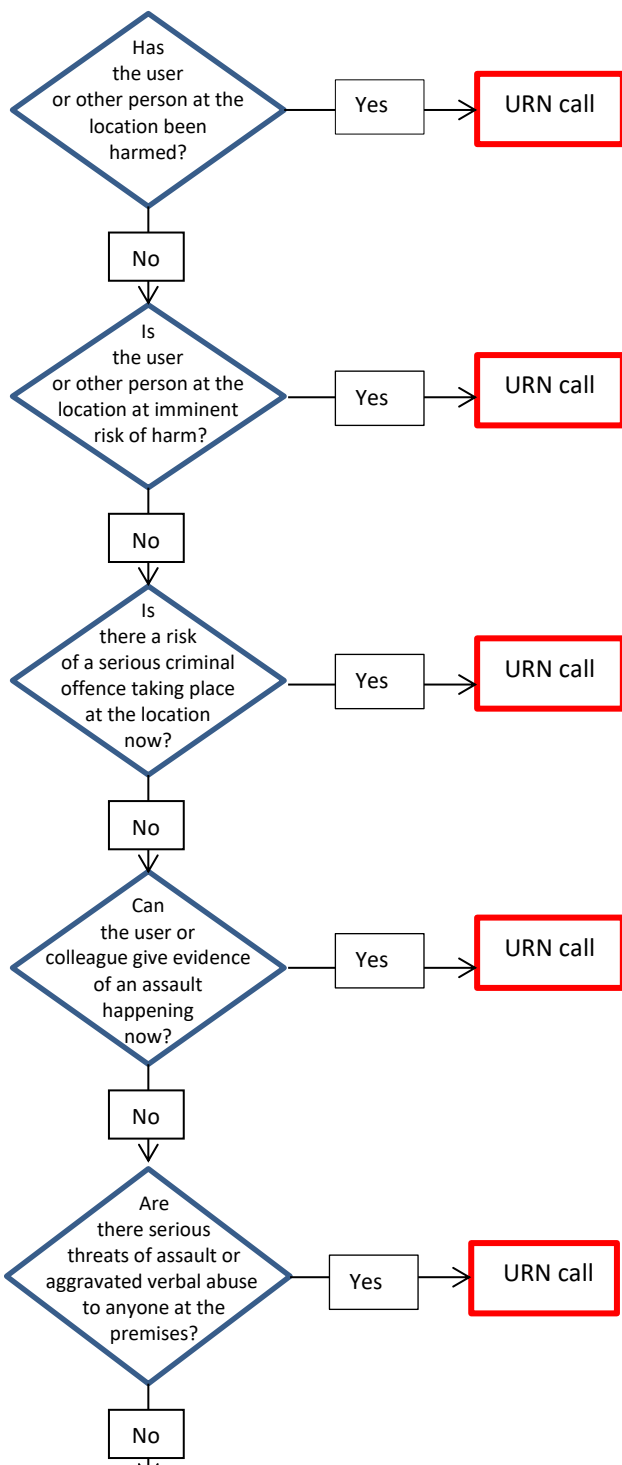 Has
the user
or other person at the
location been
harmed?
Yes
URN call
No
Is
the user
or other person at the
location at imminent
risk of harm?
Yes
URN call
No
Is
there a risk
of a serious criminal
offence taking place
at the location
now?
Yes
URN call
No
Can
the user or
colleague give evidence
of an assault
happening
now?
Yes
URN call
No
Are
there serious
threats of assault or
aggravated verbal abuse
to anyone at the
premises?
Yes
URN call
No